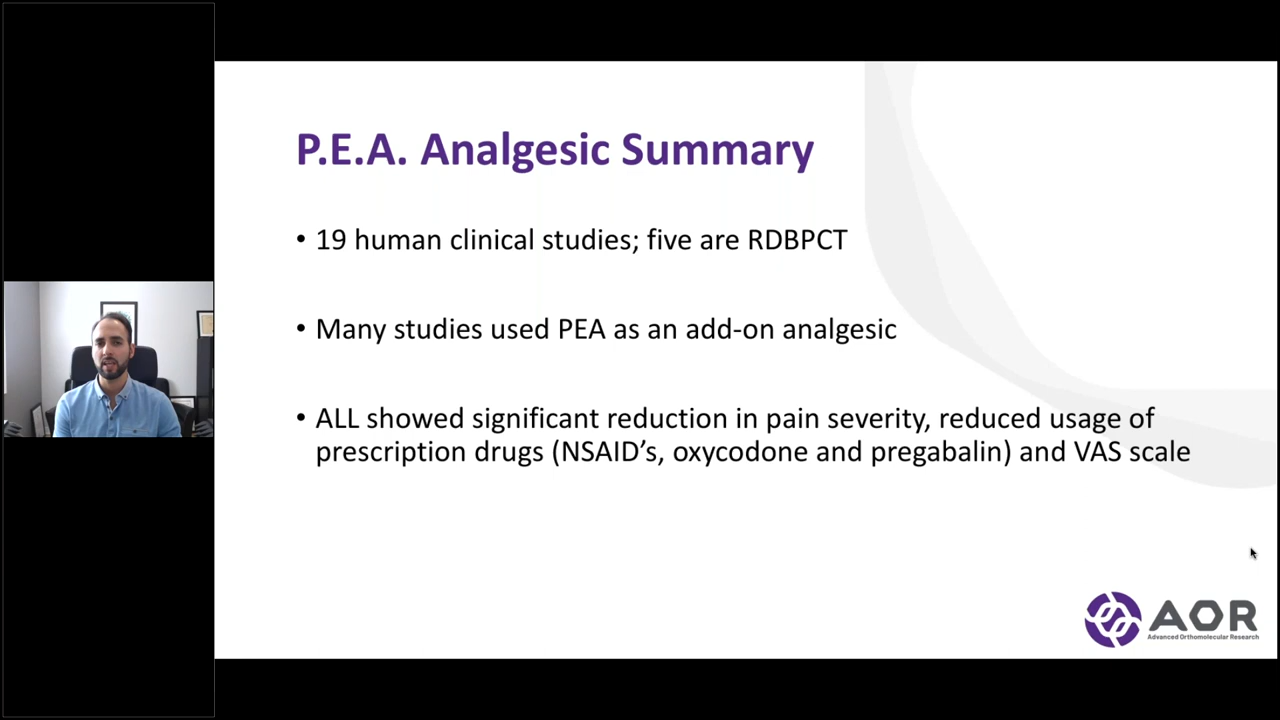 P.E.A. Analgesic Summary
• 19 human clinical studies; five are RDBPCT
• Many studies used PEA as an add-on analgesic
• ALL showed significant reduction in pain severity, reduced usage of
prescription drugs (NSAID’s, oxycodone and pregabalin) and VAS scale
AOR
Advanced Orthomolecular Research